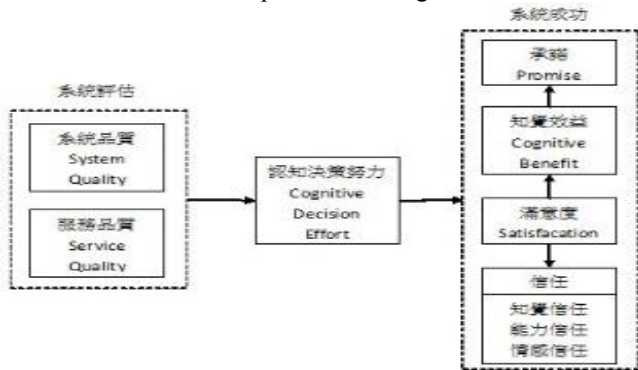 系統評估
系統品質
System
Quality
服務品質
Service
Quality
認知決策努力
Cognitive
Decision
Effort
系統成功
承諾
Promise
知覺效益
Cognitive
Benefit
滿意度
Satisfacation
信任
知覺信任
能力信任
情感信任